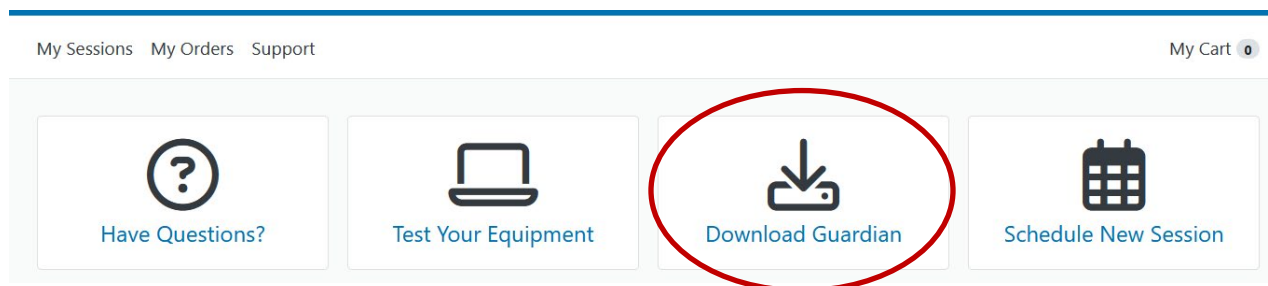 My Sessions My Orders Support My Cart 0
Have Questions? Test Your Equipment Download Guardian Schedule New Session